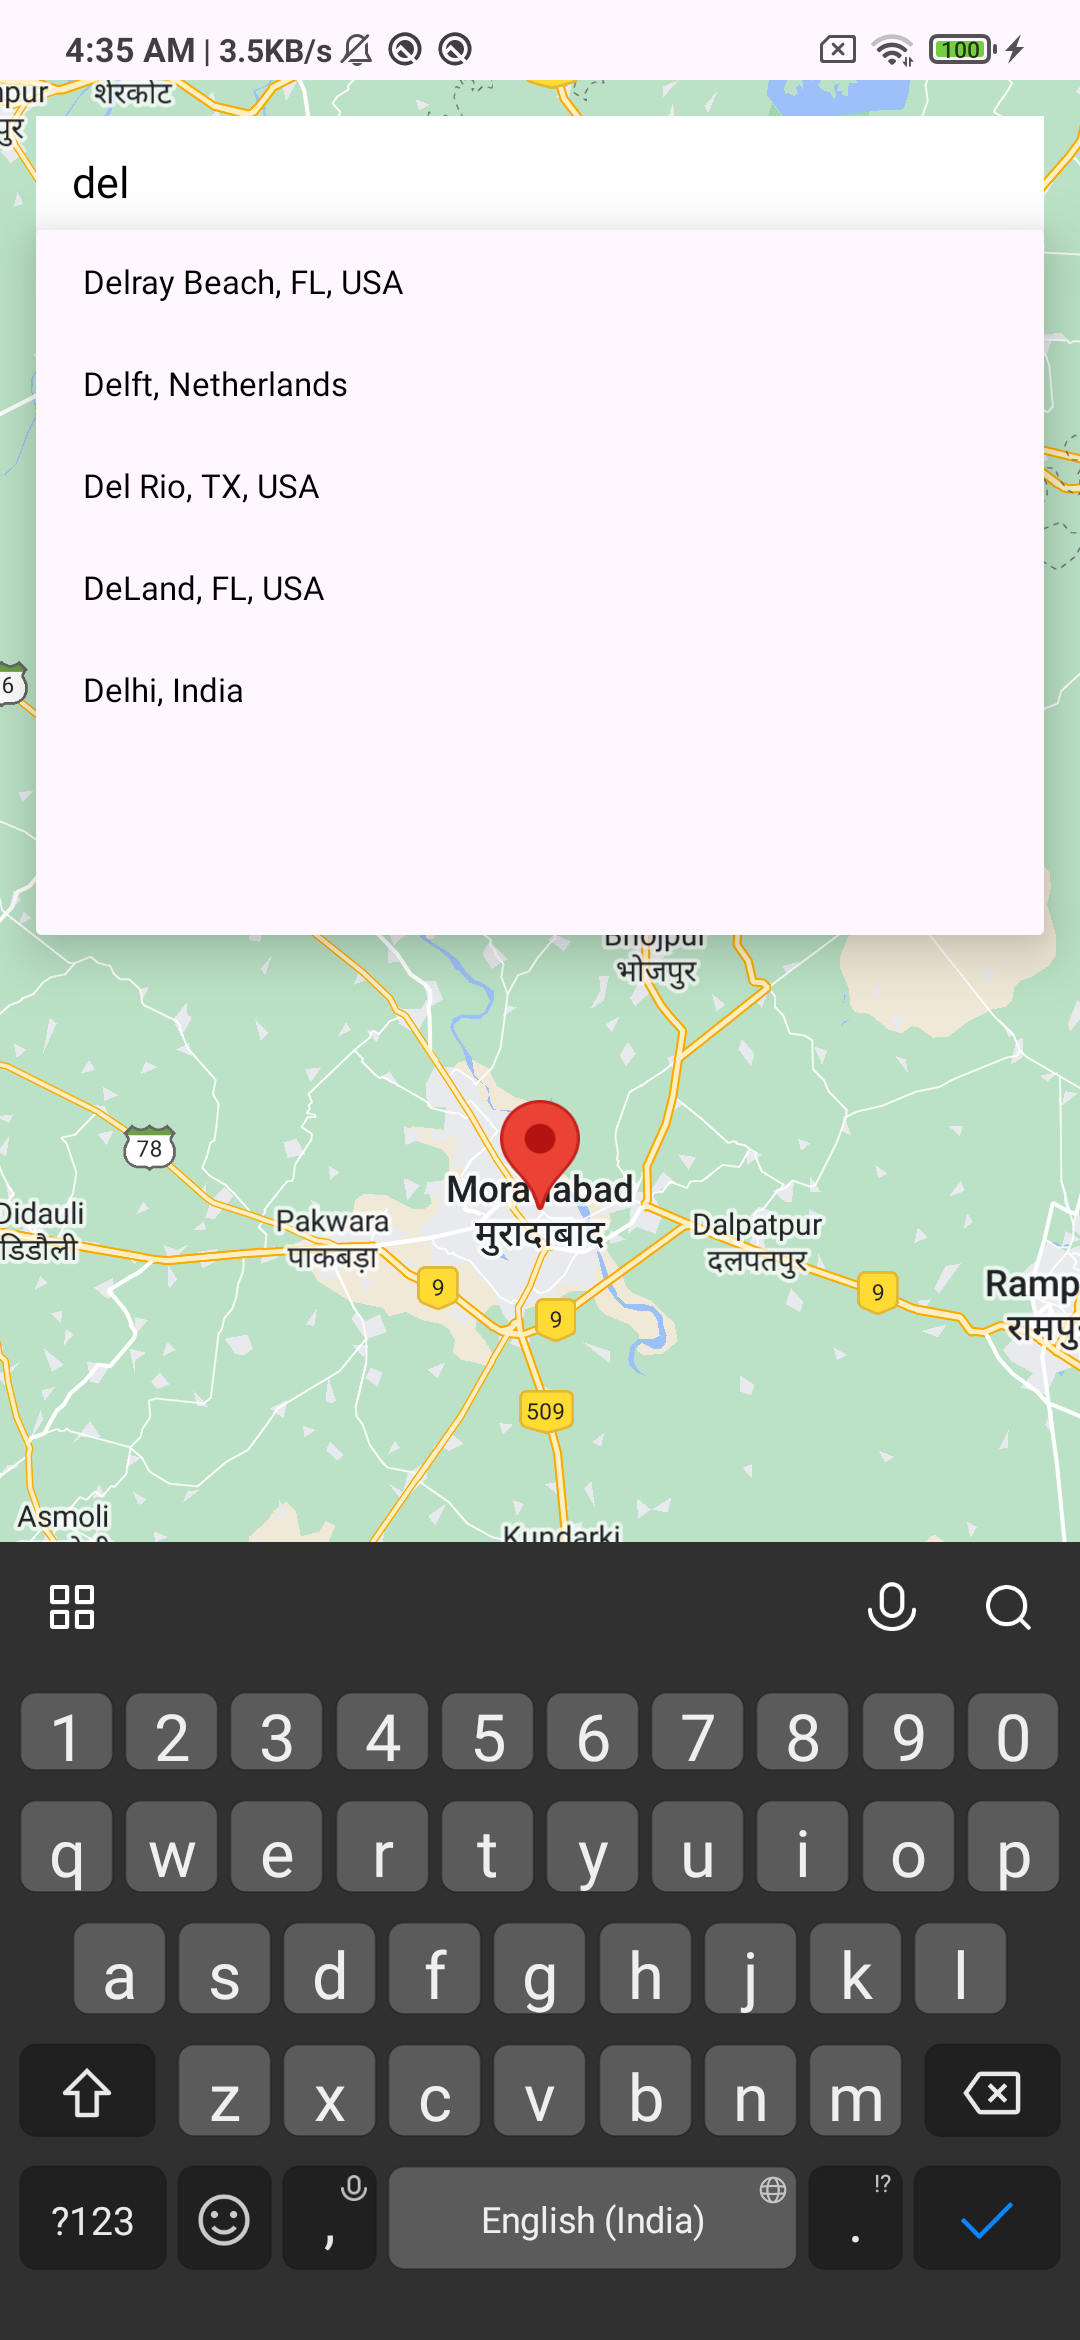 4:35 AM | 3.5KB/s
100
शेरकोट
del
Delray Beach, FL, USA
Delft, Netherlands
Del Rio, TX, USA
DeLand, FL, USA
Delhi, India
6
Bhojpur
भोजपुर
78
Moradabad
मुरादाबाद
Didauli
डिडौली
Pakwara
पाकबड़ा
Dalpatpur
दलपतपुर
9
9
9
Ramp
रामपु
509
Asmoli
Kundarki
1 2 3 4 5 6 7 8 9 0
q w e r t y u i o p
a s d f g h j k l
z x c v b n m
?123 , English (India) !? .